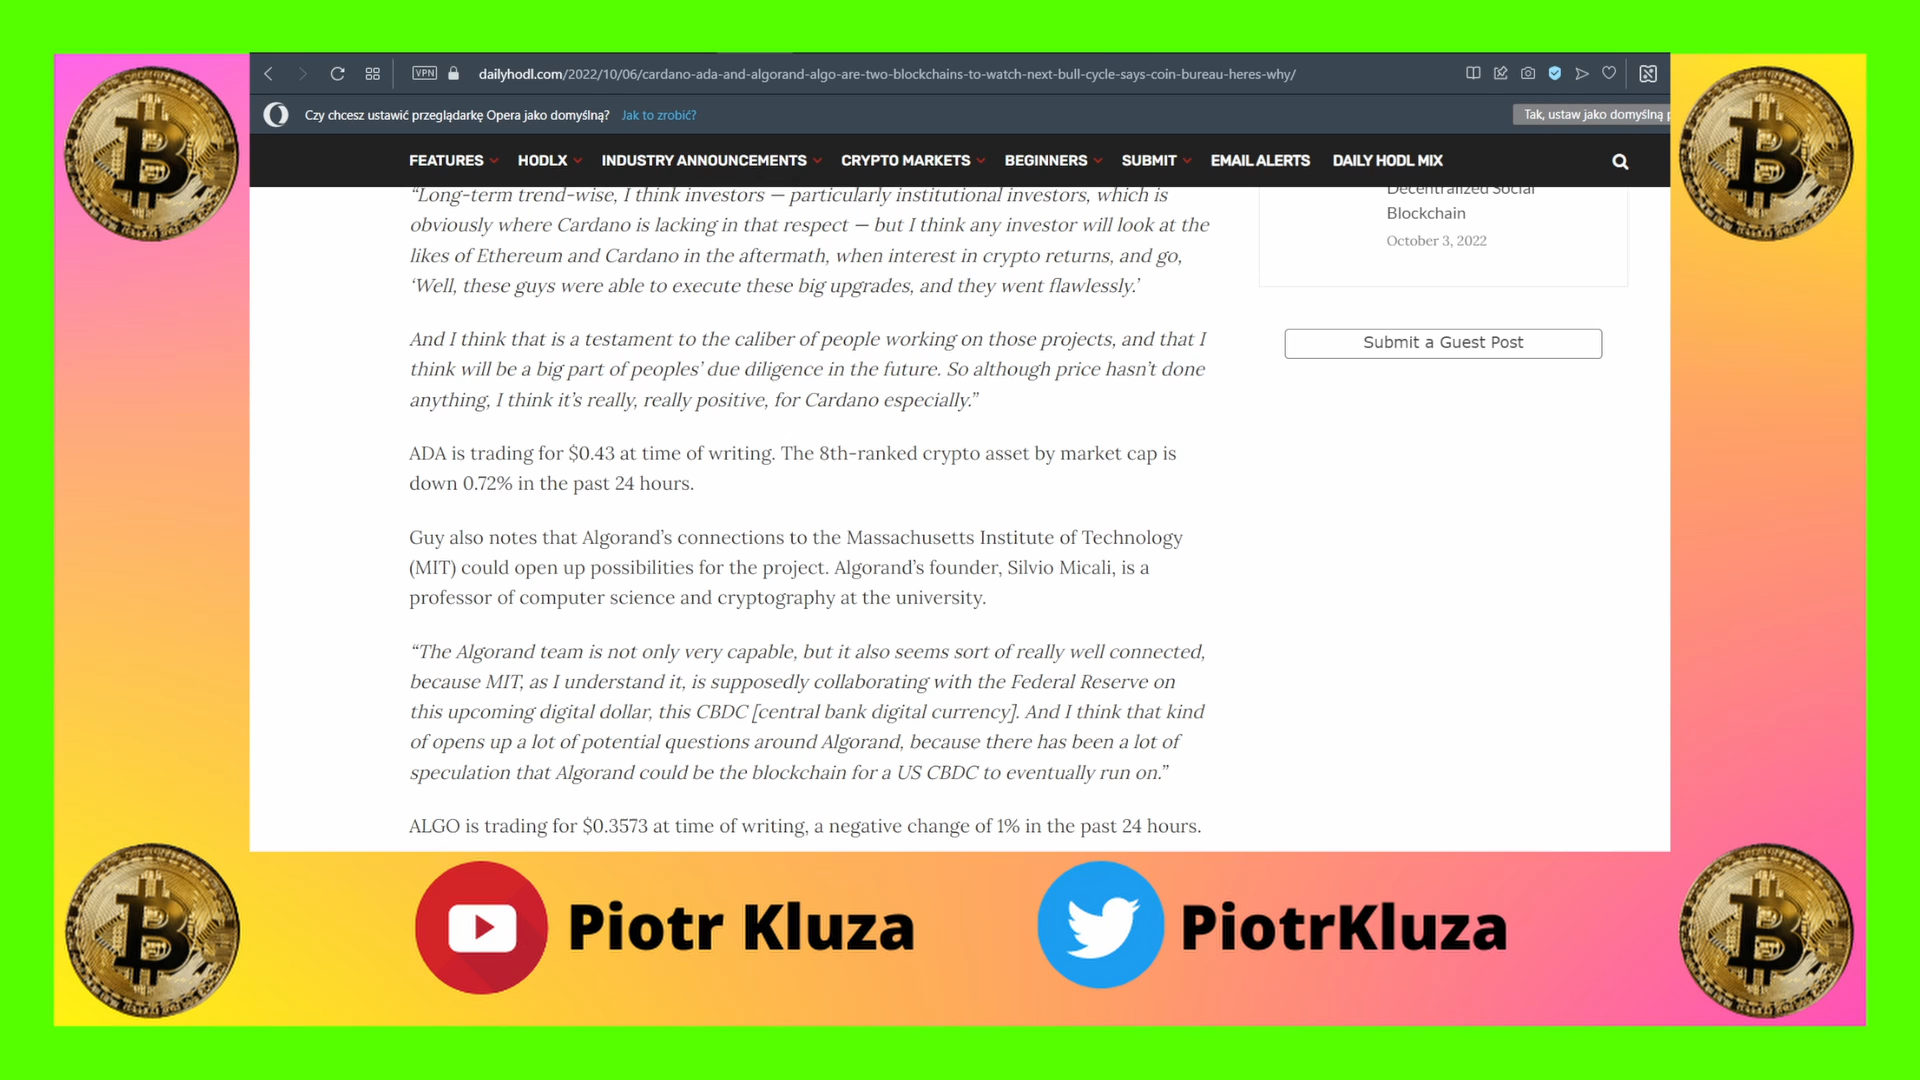 VPN
dailyhodl.com/2022/10/06/cardano-ada-and-algorand-algo-are-two-blockchains-to-watch-next-bull-cycle-says-coin-bureau-heres-why/
Czy chcesz ustawić przeglądarkę Opera jako domyślną? Jak to zrobić?
Tak, ustaw jako domyślną p
FEATURES HODLX INDUSTRY ANNOUNCEMENTS CRYPTO MARKETS BEGINNERS SUBMIT EMAIL ALERTS DAILY HODL MIX
“Long-term trend-wise, I think investors — particularly institutional investors, which is
obviously where Cardano is lacking in that respect — but I think any investor will look at the
likes of Ethereum and Cardano in the aftermath, when interest in crypto returns, and go,
‘Well, these guys were able to execute these big upgrades, and they went flawlessly.’
And I think that is a testament to the caliber of people working on those projects, and that I
think will be a big part of peoples’ due diligence in the future. So although price hasn’t done
anything, I think it’s really, really positive, for Cardano especially.”
ADA is trading for $0.43 at time of writing. The 8th-ranked crypto asset by market cap is
down 0.72% in the past 24 hours.
Guy also notes that Algorand’s connections to the Massachusetts Institute of Technology
(MIT) could open up possibilities for the project. Algorand’s founder, Silvio Micali, is a
professor of computer science and cryptography at the university.
“The Algorand team is not only very capable, but it also seems sort of really well connected,
because MIT, as I understand it, is supposedly collaborating with the Federal Reserve on
this upcoming digital dollar, this CBDC [central bank digital currency]. And I think that kind
of opens up a lot of potential questions around Algorand, because there has been a lot of
speculation that Algorand could be the blockchain for a US CBDC to eventually run on.”
ALGO is trading for $0.3573 at time of writing, a negative change of 1% in the past 24 hours.
Decentralized Social
Blockchain
October 3, 2022
Submit a Guest Post
Piotr Kluza
PiotrKluza